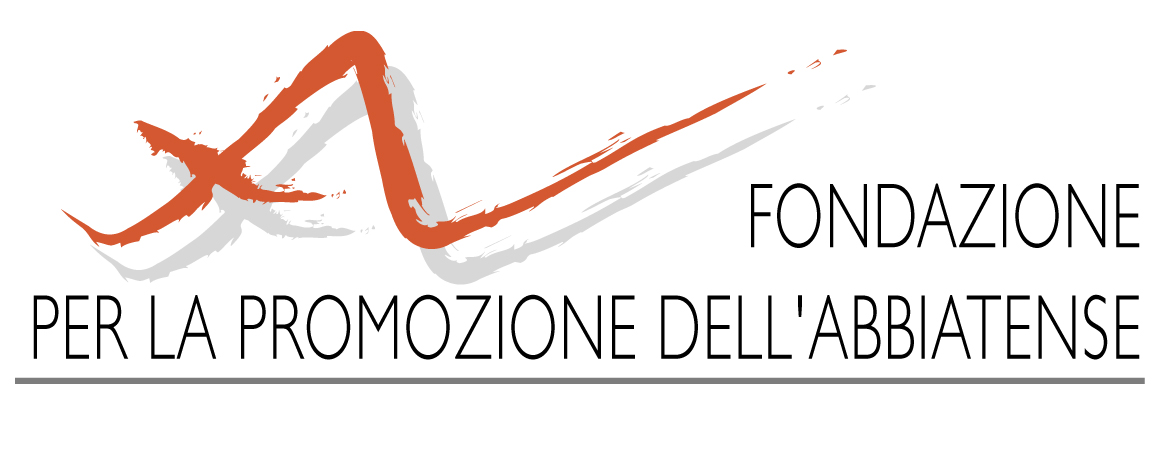 FONDAZIONE
PER LA PROMOZIONE DELL'ABBIATENSE